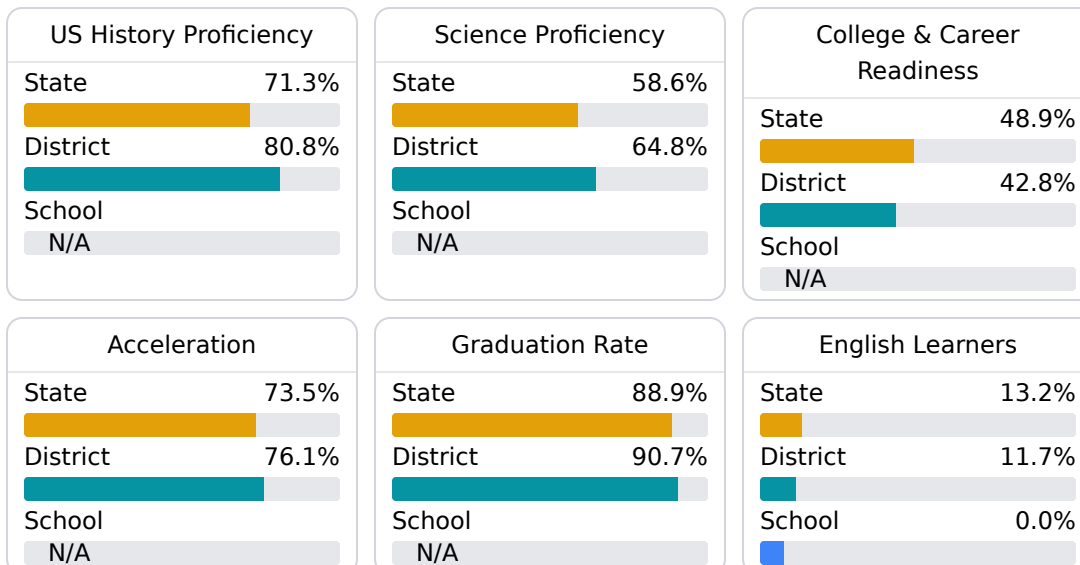 US History Proficiency
State 71.3%
District 80.8%
School
N/A
Science Proficiency
State 58.6%
District 64.8%
School
N/A
College & Career
Readiness
State 48.9%
District 42.8%
School
N/A
Acceleration
State 73.5%
District 76.1%
School
N/A
Graduation Rate
State 88.9%
District 90.7%
School
N/A
English Learners
State 13.2%
District 11.7%
School 0.0%